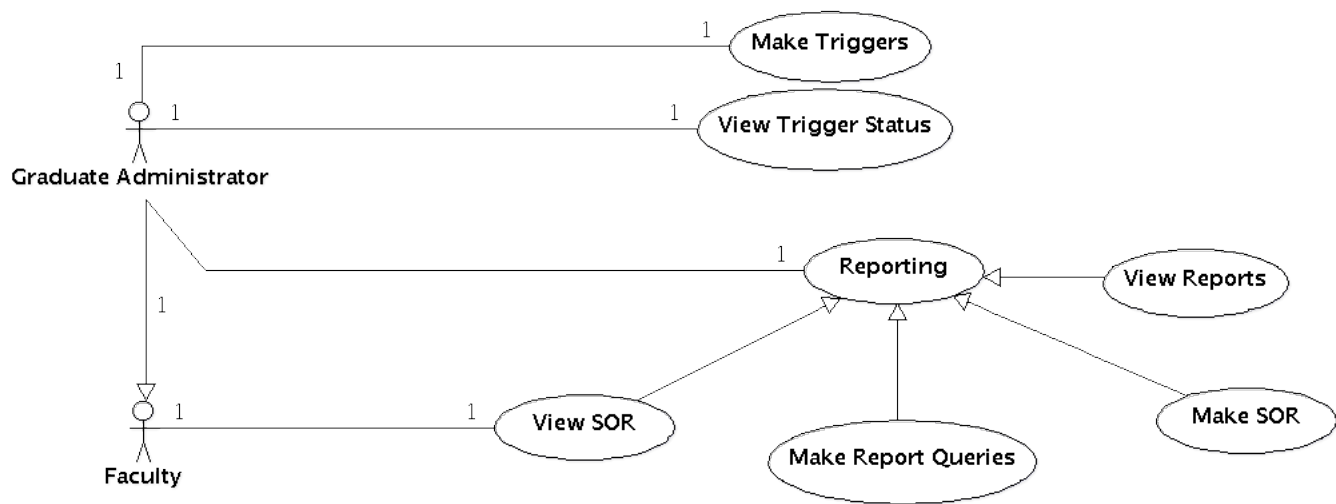 1
Make Triggers
1
1
1
View Trigger Status
Graduate Administrator
1
Reporting
View Reports
1
1
1
View SOR
Make SOR
Make Report Queries
Faculty